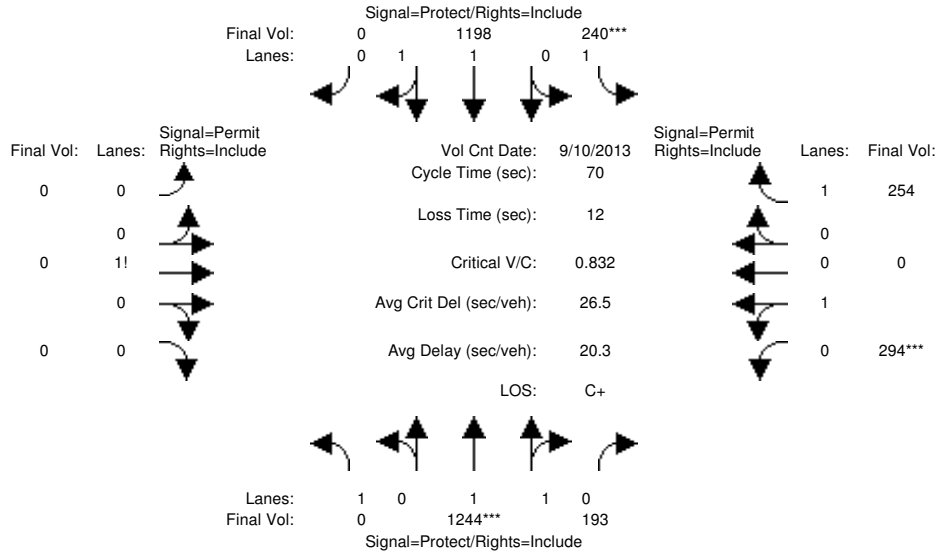 Signal=Protect/Rights=Include
Final Vol: 0 1198 240***
Lanes: 0 1 1 0 1
Signal=Permit Signal=Permit
Final Vol: Lanes: Rights=Include Vol Cnt Date: 9/10/2013 Rights=Include Lanes: Final Vol:
Cycle Time (sec): 70
0 0 1 254
Loss Time (sec): 12
0 0
0 1! Critical V/C: 0.832 0 0
0 Avg Crit Del (sec/veh): 26.5 1
0 0 Avg Delay (sec/veh): 20.3 0 294***
LOS: C+
Lanes: 1 0 1 1 0
Final Vol: 0 1244*** 193
Signal=Protect/Rights=Include